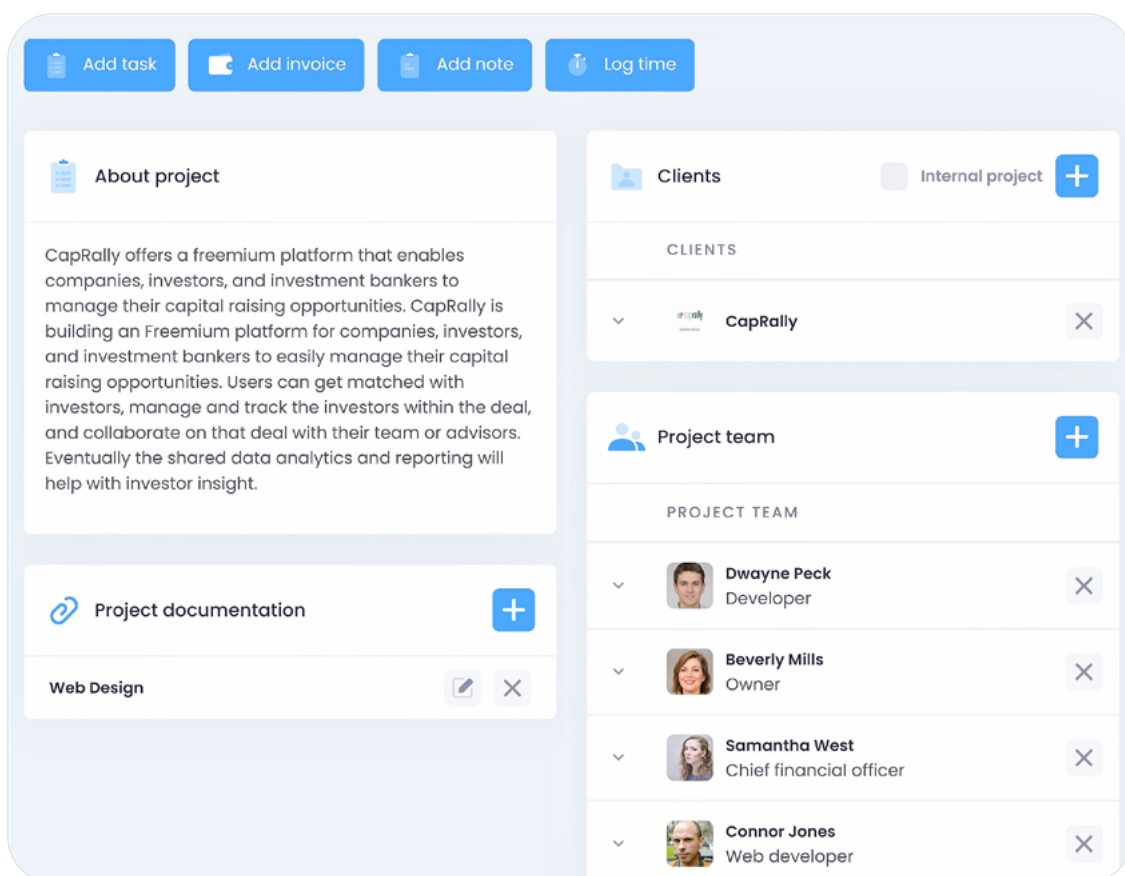 Add task
Add invoice
Add note
Log time
About project
CapRally offers a freemium platform that enables
companies, investors, and investment bankers to
manage their capital raising opportunities. CapRally is
building an Freemium platform for companies, investors,
and investment bankers to easily manage their capital
raising opportunities. Users can get matched with
investors, manage and track the investors within the deal,
and collaborate on that deal with their team or advisors.
Eventually the shared data analytics and reporting will
help with investor insight.
Project documentation
Web Design
Clients
Internal project
CLIENTS
CapRally
Project team
PROJECT TEAM
Dwayne Peck
Developer
Beverly Mills
Owner
Samantha West
Chief financial officer
Connor Jones
Web developer